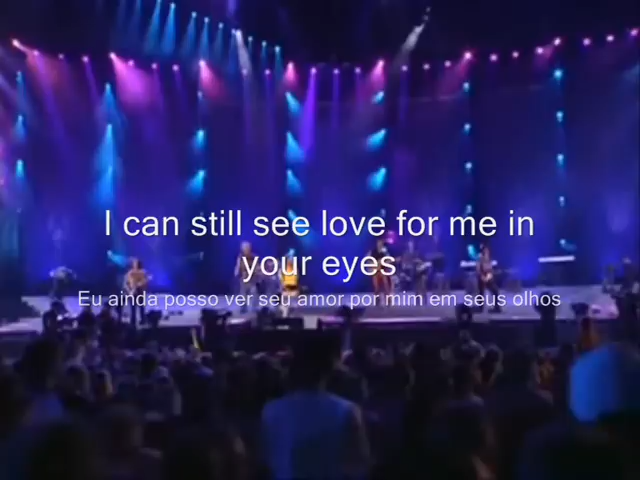 I can still see love for me in
your eyes
Eu ainda posso ver seu amor por mim em seus olhos